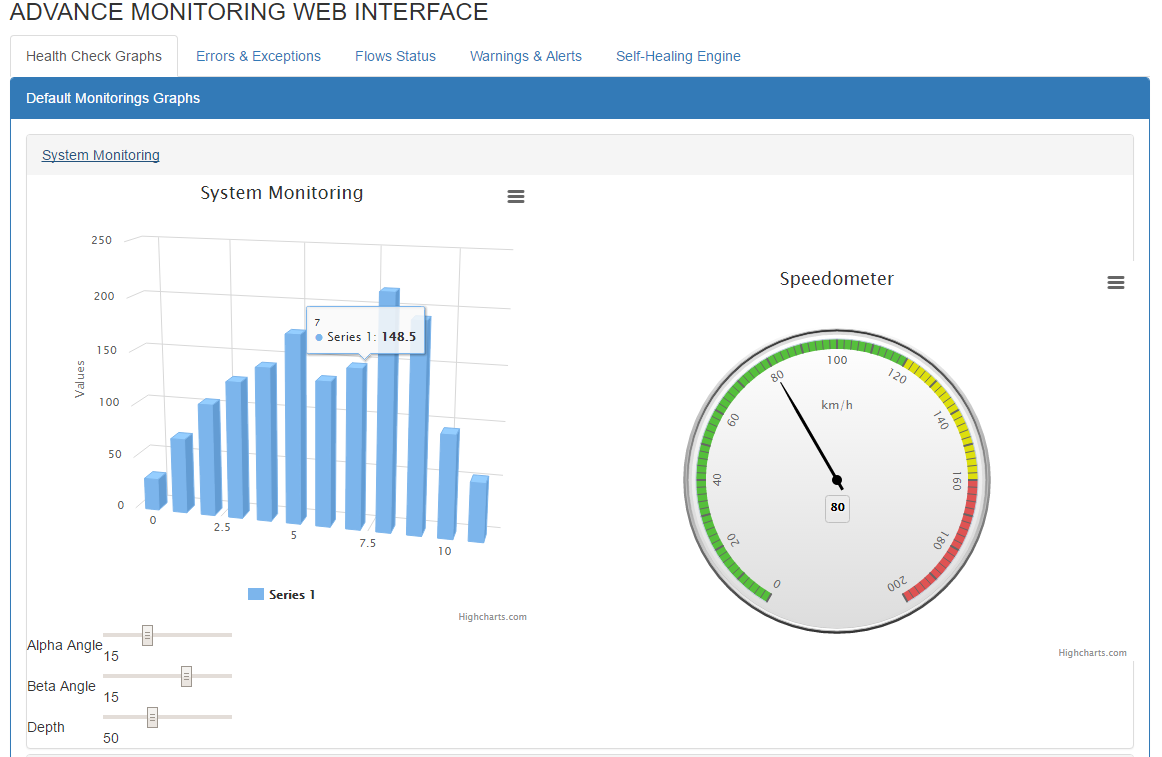 ADVANCE MONITORING WEB INTERFACE
Health Check Graphs
Errors & Exceptions
Flows Status
Warnings & Alerts
Self-Healing Engine
Default Monitorings Graphs
System Monitoring
System Monitoring
Values
250
200
150
100
50
0
0
2.5
5
7.5
10
7
Series 1: 148.5
Series 1
Highcharts.com
Speedometer
0
20
40
60
80
100
120
140
160
180
200
km/h
80
Highcharts.com
Alpha Angle
15
Beta Angle
15
Depth
50